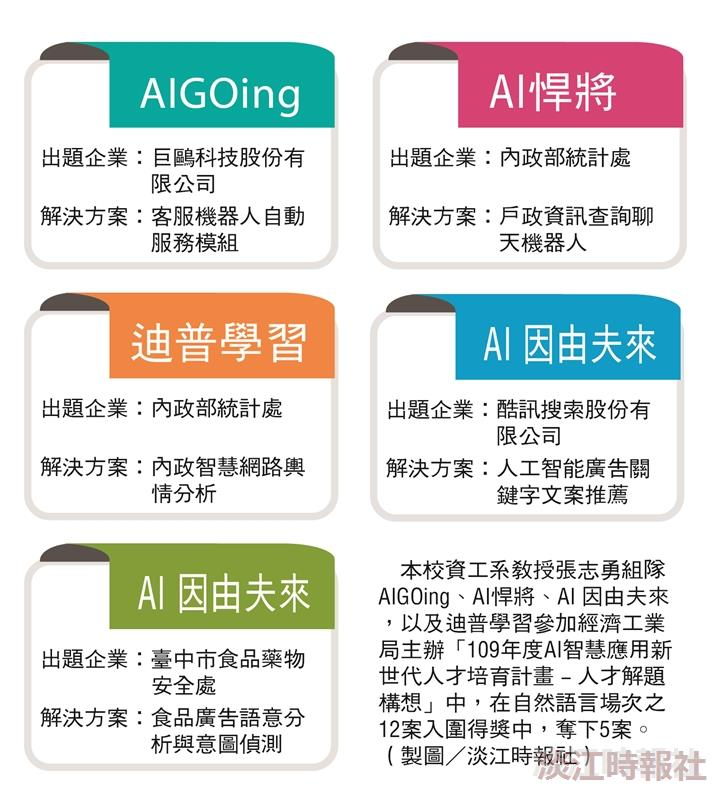 AIGOing
出題企業：巨鷗科技股份有
限公司
解決方案：客服機器人自動
服務模組
AI悍將
出題企業：內政部統計處
解決方案：戶政資訊查詢聊
天機器人
迪普學習
出題企業：內政部統計處
解決方案：內政智慧網路輿
情分析
AI 因由夫來
出題企業：酷訊搜索股份有
限公司
解決方案：人工智能廣告關
鍵字文案推薦
AI 因由夫來
出題企業：臺中市食品藥物
安全處
解決方案：食品廣告語意分
析與意圖偵測
本校資工系教授張志勇組隊
AIGOing、AI悍將、AI 因由夫來
，以及迪普學習參加經濟工業
局主辦「109年度AI智慧應用新
世代人才培育計畫－人才解題
構想」中，在自然語言場次之
12案入圍得獎中，奪下5案。
（製圖／淡江時報社）
淡江時報社